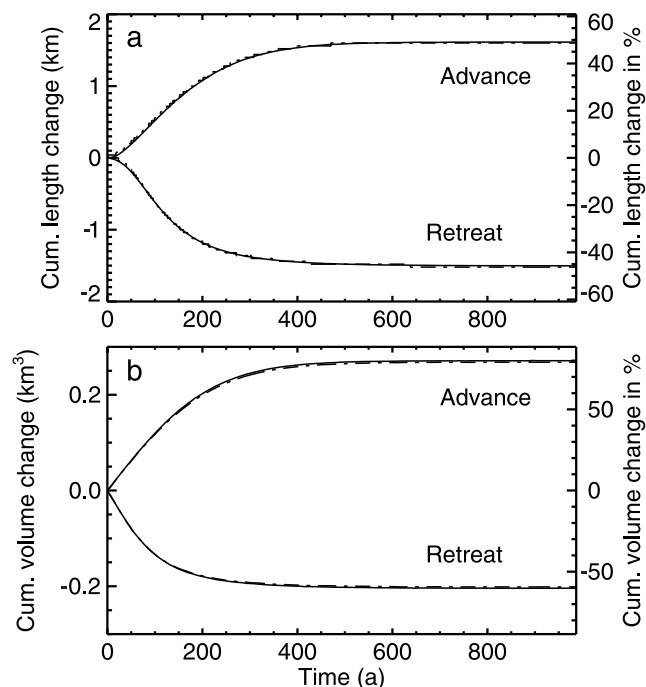 a
Cum. length change (km)
2
1
0
-1
-2
Cum. length change in %
60
40
20
0
-20
-40
-60
Advance
Retreat
0 200 400 600 800
b
Cum. volume change (km³)
0.2
0.0
-0.2
Cum. volume change in %
50
0
-50
Advance
Retreat
0 200 400 600 800
Time (a)